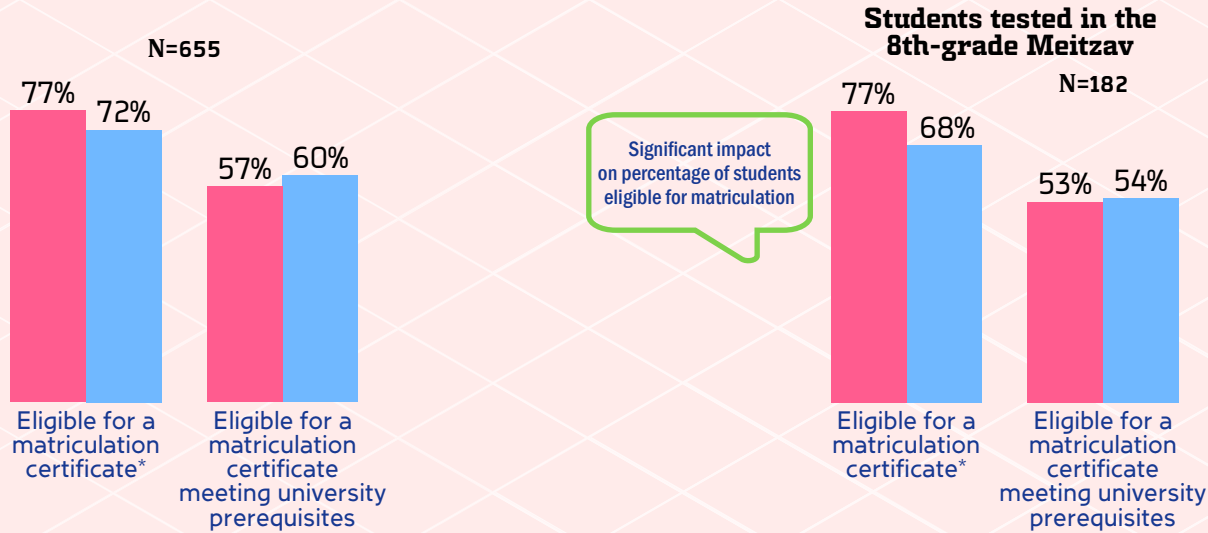 N=655
77%
72%
57%
60%
Eligible for a
matriculation
certificate*
Eligible for a
matriculation
certificate
meeting university
prerequisites
Significant impact
on percentage of students
eligible for matriculation
Students tested in the
8th-grade Meitzav
N=182
77%
68%
53%
54%
Eligible for a
matriculation
certificate*
Eligible for a
matriculation
certificate
meeting university
prerequisites